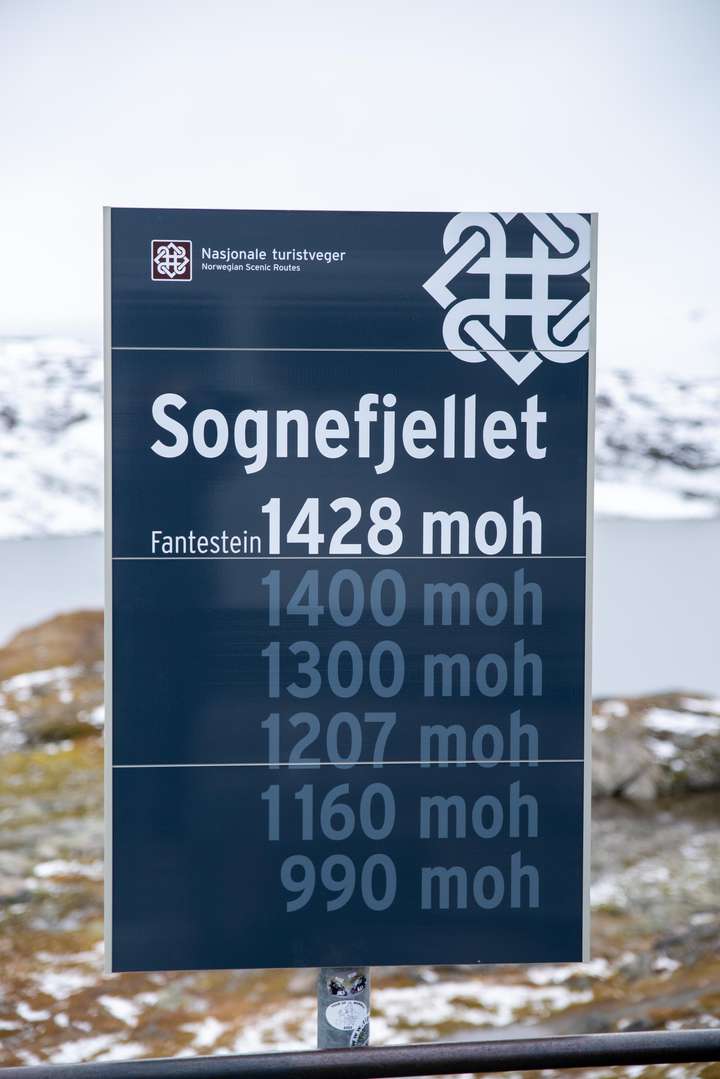 Nasjonale turistveger
Norwegian Scenic Routes
Sognefjellet
Fantestein 1428 moh
1400 moh
1300 moh
1207 moh
1160 moh
990 moh